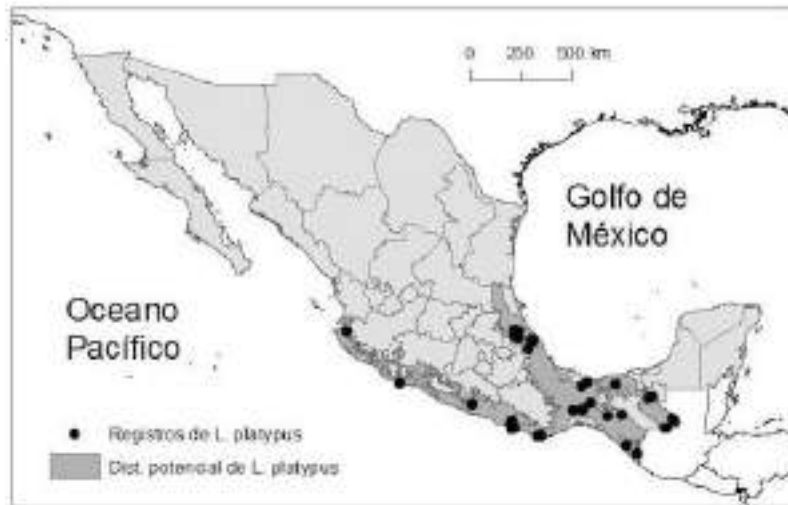 0 250 500 km
Golfo de
México
Oceano
Pacífico
Registros de L. platypus
Dist. potencial de L. platypus